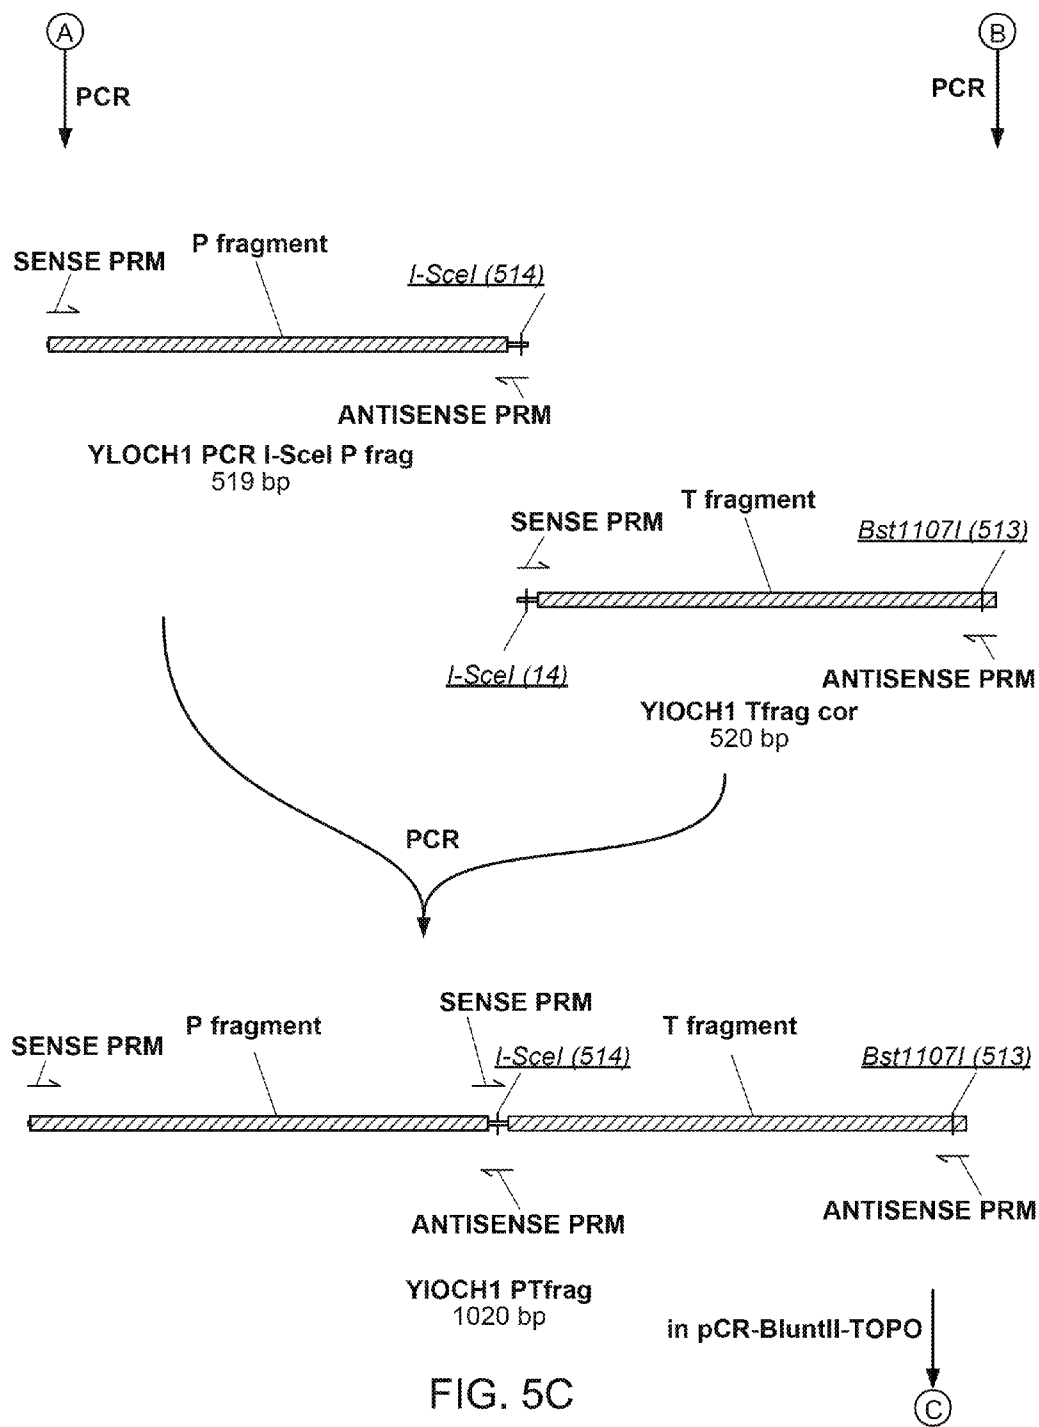 A
B
PCR
PCR
P fragment
SENSE PRM
I-SceI (514)
ANTISENSE PRM
YLOCH1 PCR I-SceI P frag
519 bp
T fragment
SENSE PRM
Bst1107I (513)
I-SceI (14)
ANTISENSE PRM
YIOCH1 Tfrag cor
520 bp
PCR
SENSE PRM
P fragment
T fragment
SENSE PRM
I-SceI (514)
Bst1107I (513)
ANTISENSE PRM
ANTISENSE PRM
YIOCH1 PTfrag
1020 bp
in pCR-BluntII-TOPO
FIG. 5C
C